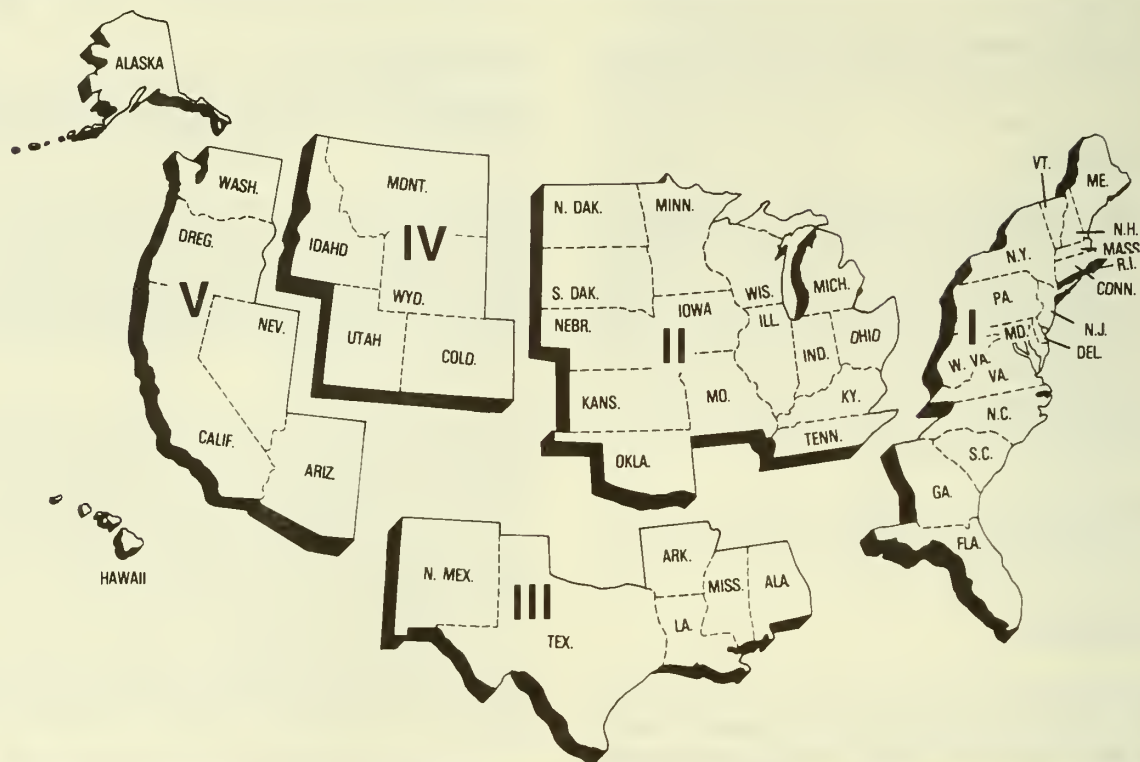 ALASKA
WASH.
MONT.
VT.
ME.
N. DAK.
MINN.
OREG.
IDAHO
IV
N.H.
MASS
N.Y.
R.I.
CONN.
V
WYO.
S. DAK.
WIS.
MICH.
PA.
NEV.
UTAH
COLO.
NEBR.
IOWA
ILL
II
IND.
OHIO
I
MD.
N.J.
DEL.
W. VA.
VA.
KANS.
MO.
KY.
CALIF.
N.C.
TENN.
ARIZ.
OKLA.
S.C.
GA.
FLA.
HAWAII
N. MEX.
III
TEX.
ARK.
MISS.
ALA.
LA.